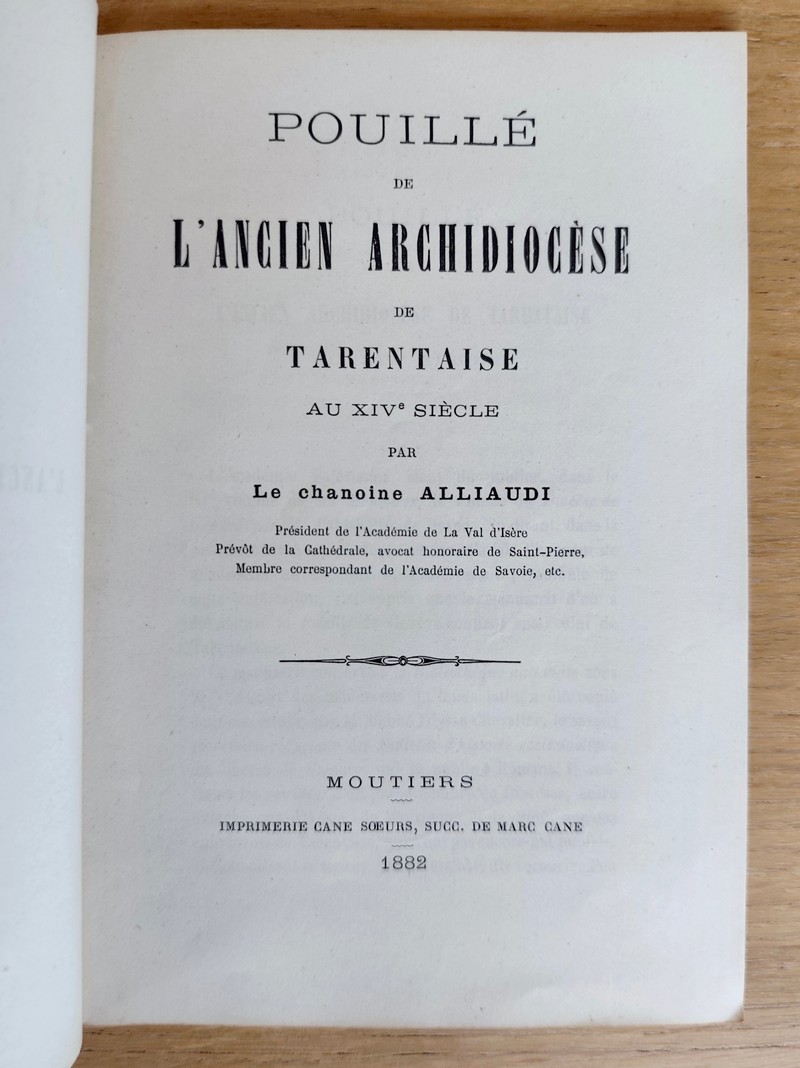 POUILLÉ
DE
L'ANCIEN ARCHIDIOCÈSE
DE
TARENTAISE
AU XIVe SIÈCLE
PAR
Le chanoine ALLIAUDI
Président de l'Académie de La Val d'Isère
Prévôt de la Cathédrale, avocat honoraire de Saint-Pierre,
Membre correspondant de l'Académie de Savoie, etc.
MOUTIERS
IMPRIMERIE CANE SŒURS, SUCC. DE MARC CANE
1882